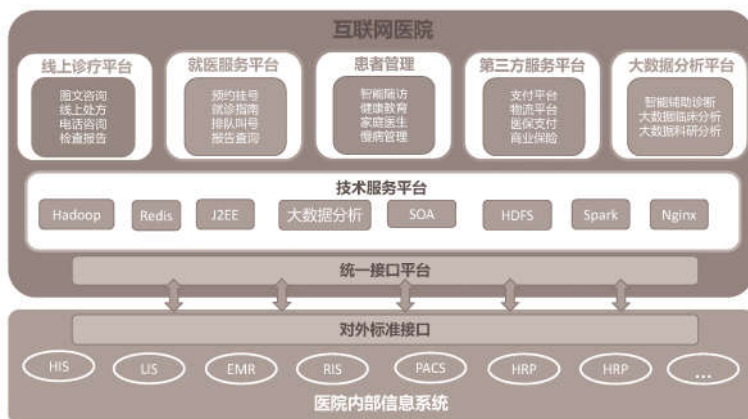 互联网医院
线上诊疗平台
图文咨询
线上处方
电话咨询
检查报告
就医服务平台
预约挂号
就诊指南
排队叫号
报告查询
患者管理
智能随访
健康教育
家庭医生
慢病管理
第三方服务平台
支付平台
物流平台
医保支付
商业保险
大数据分析平台
智能辅助诊断
大数据临床分析
大数据科研分析
技术服务平台
Hadoop
Redis
J2EE
大数据分析
SOA
HDFS
Spark
Nginx
统一接口平台
对外标准接口
HIS
LIS
EMR
RIS
PACS
HRP
HRP
...
医院内部信息系统